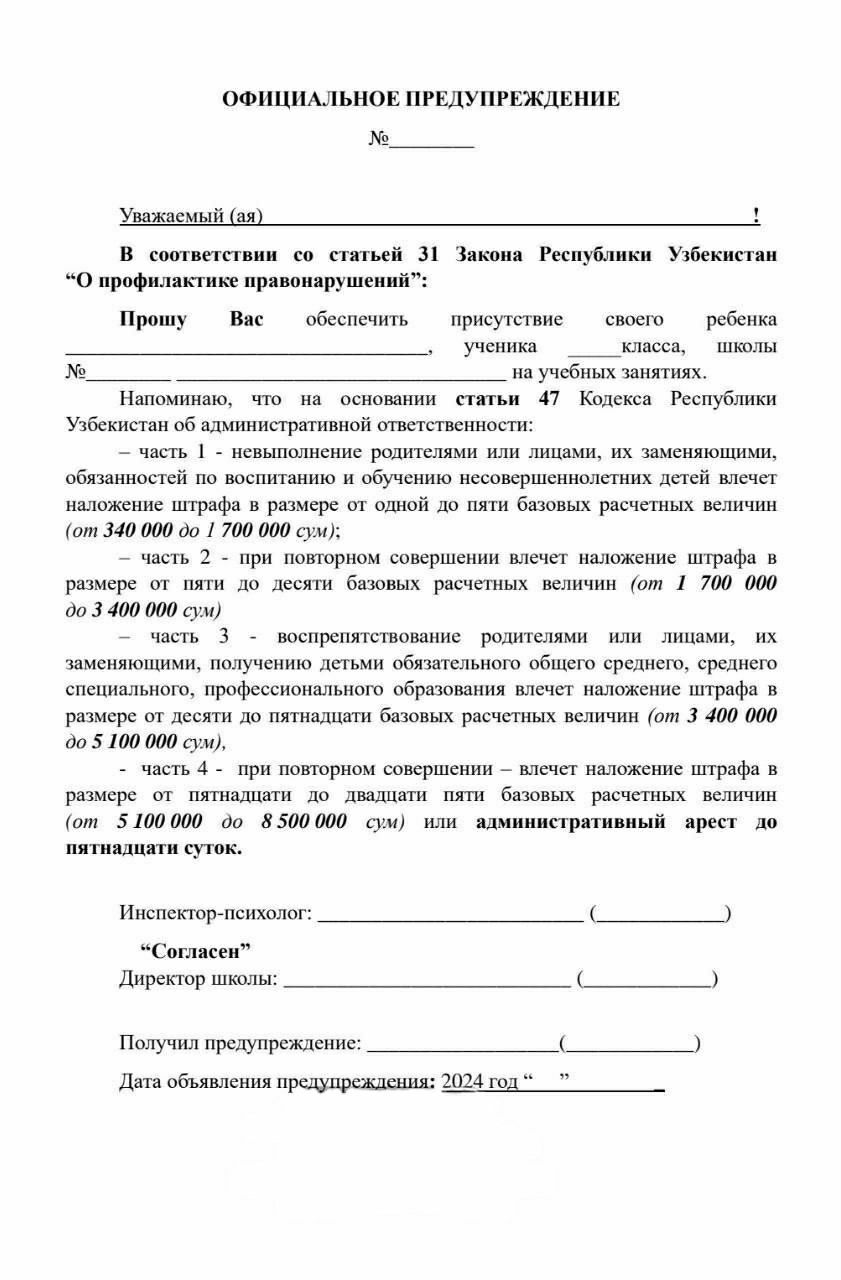 ОФИЦИАЛЬНОЕ ПРЕДУПРЕЖДЕНИЕ
№________
Уважаемый (ая)_______________________________________________!
В соответствии со статьей 31 Закона Республики Узбекистан
“О профилактике правонарушений”:
Прошу Вас обеспечить присутствие своего ребенка
__________________________________, ученика _____класса, школы
№________ _______________________________ на учебных занятиях.
Напоминаю, что на основании статьи 47 Кодекса Республики
Узбекистан об административной ответственности:
– часть 1 - невыполнение родителями или лицами, их заменяющими,
обязанностей по воспитанию и обучению несовершеннолетних детей влечет
наложение штрафа в размере от одной до пяти базовых расчетных величин
(от 340 000 до 1 700 000 сум);
– часть 2 - при повторном совершении влечет наложение штрафа в
размере от пяти до десяти базовых расчетных величин (от 1 700 000
до 3 400 000 сум)
– часть 3 - воспрепятствование родителями или лицами, их
заменяющими, получению детьми обязательного общего среднего, среднего
специального, профессионального образования влечет наложение штрафа в
размере от десяти до пятнадцати базовых расчетных величин (от 3 400 000
до 5 100 000 сум),
- часть 4 - при повторном совершении – влечет наложение штрафа в
размере от пятнадцати до двадцати пяти базовых расчетных величин
(от 5 100 000 до 8 500 000 сум) или административный арест до
пятнадцати суток.
Инспектор-психолог: _________________________ (____________)
“Согласен”
Директор школы: ___________________________ (____________)
Получил предупреждение: __________________(____________)
Дата объявления предупреждения: 2024 год “__”_________